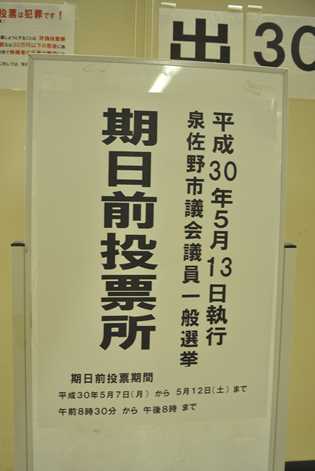 投票は犯罪です!
出 30
平成30年5月13日執行
泉佐野市議会議員一般選挙
期日前投票所
期日前投票期間
平成30年5月7日(月) から 5月12日(土) まで
午前8時30分 から 午後8時 まで